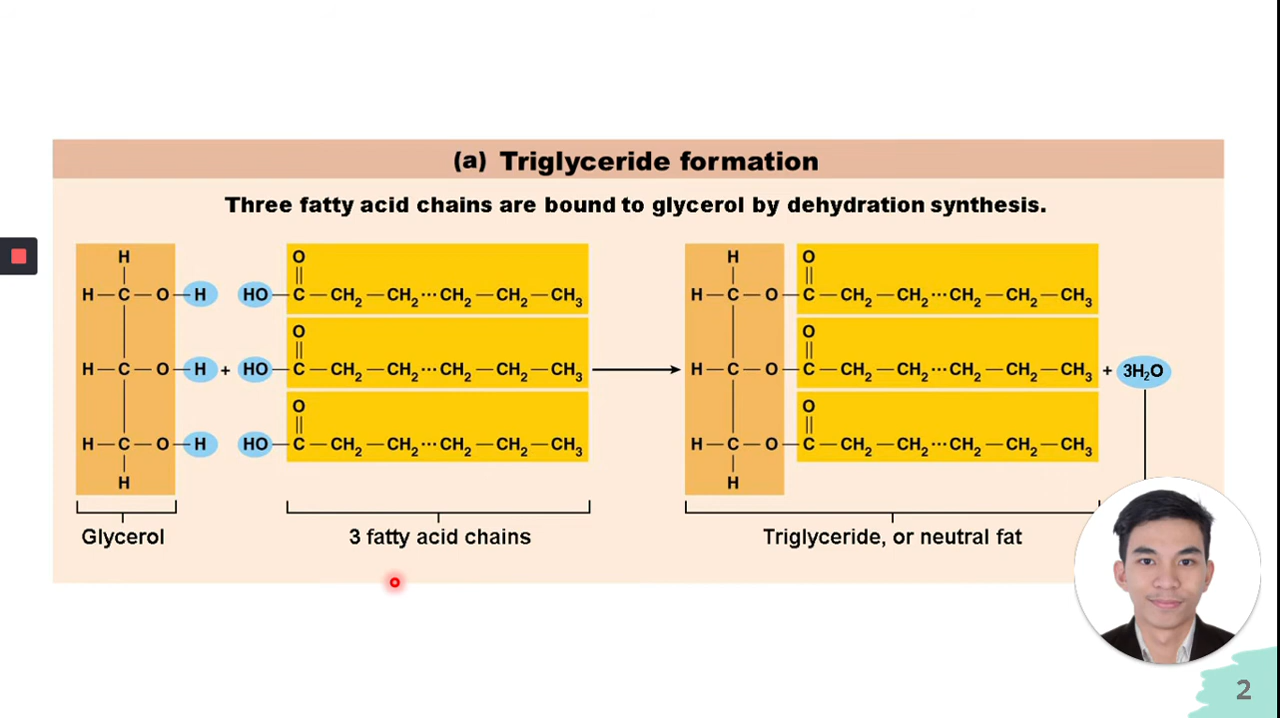 (a) Triglyceride formation
Three fatty acid chains are bound to glycerol by dehydration synthesis.
H O H O
H—C—O—H HO—C—CH₂—CH₂···CH₂—CH₂—CH₃ H—C—O—C—CH₂—CH₂···CH₂—CH₂—CH₃
O O
H—C—O—H + HO—C—CH₂—CH₂···CH₂—CH₂—CH₃ H—C—O—C—CH₂—CH₂···CH₂—CH₂—CH₃ + 3H₂O
O O
H—C—O—H HO—C—CH₂—CH₂···CH₂—CH₂—CH₃ H—C—O—C—CH₂—CH₂···CH₂—CH₂—CH₃
H H
Glycerol 3 fatty acid chains Triglyceride, or neutral fat
2